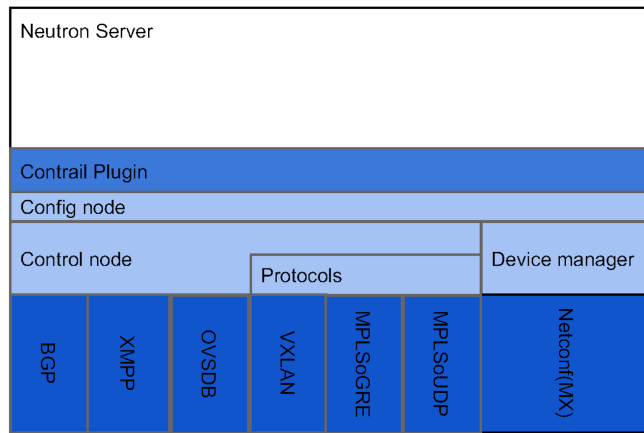 Neutron Server
Contrail Plugin
Config node
Control node
Protocols
Device manager
BGP
XMPP
OVSDB
VXLAN
MPLSoGRE
MPLSoUDP
Netconf(MX)